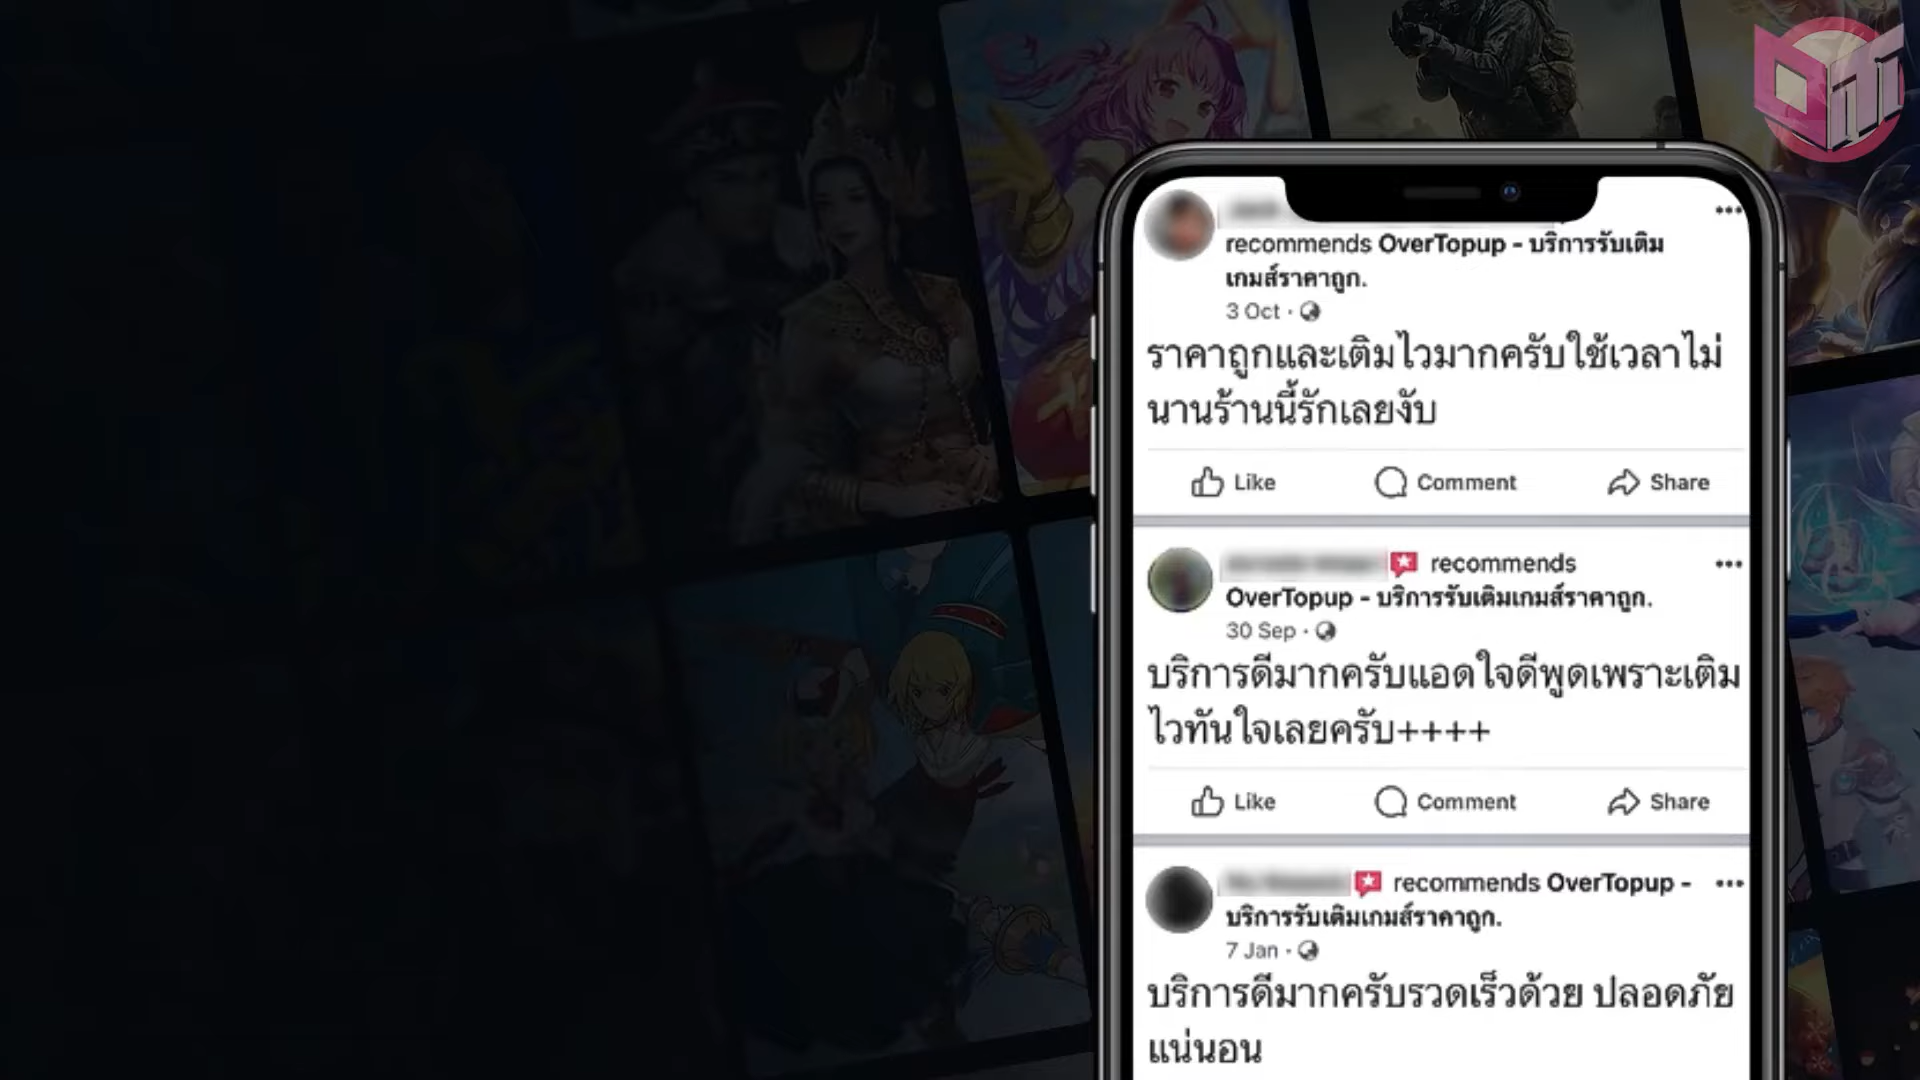 recommends OverTopup - บริการรับเติม
เกมส์ราคาถูก.
3 Oct ·
ราคาถูกและเติมไวมากครับใช้เวลาไม่
นานร้านนี้รักเลยงับ
Like Comment Share
recommends
OverTopup - บริการรับเติมเกมส์ราคาถูก.
30 Sep ·
บริการดีมากครับแอดใจดีพูดเพราะเติม
ไวทันใจเลยครับ++++
Like Comment Share
recommends OverTopup -
บริการรับเติมเกมส์ราคาถูก.
7 Jan ·
บริการดีมากครับรวดเร็วด้วย ปลอดภัย
แน่นอน